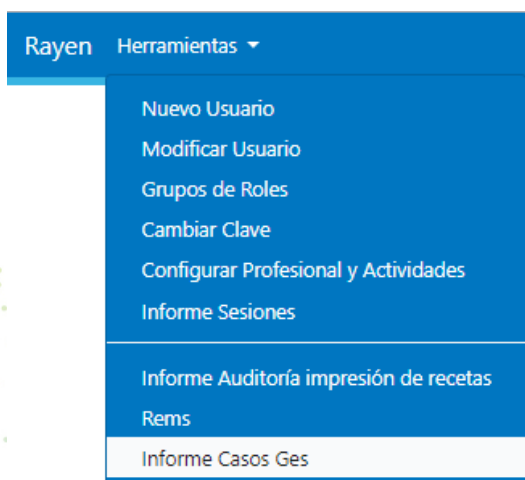 Rayen Herramientas
Nuevo Usuario
Modificar Usuario
Grupos de Roles
Cambiar Clave
Configurar Profesional y Actividades
Informe Sesiones
Informe Auditoría impresión de recetas
Rems
Informe Casos Ges